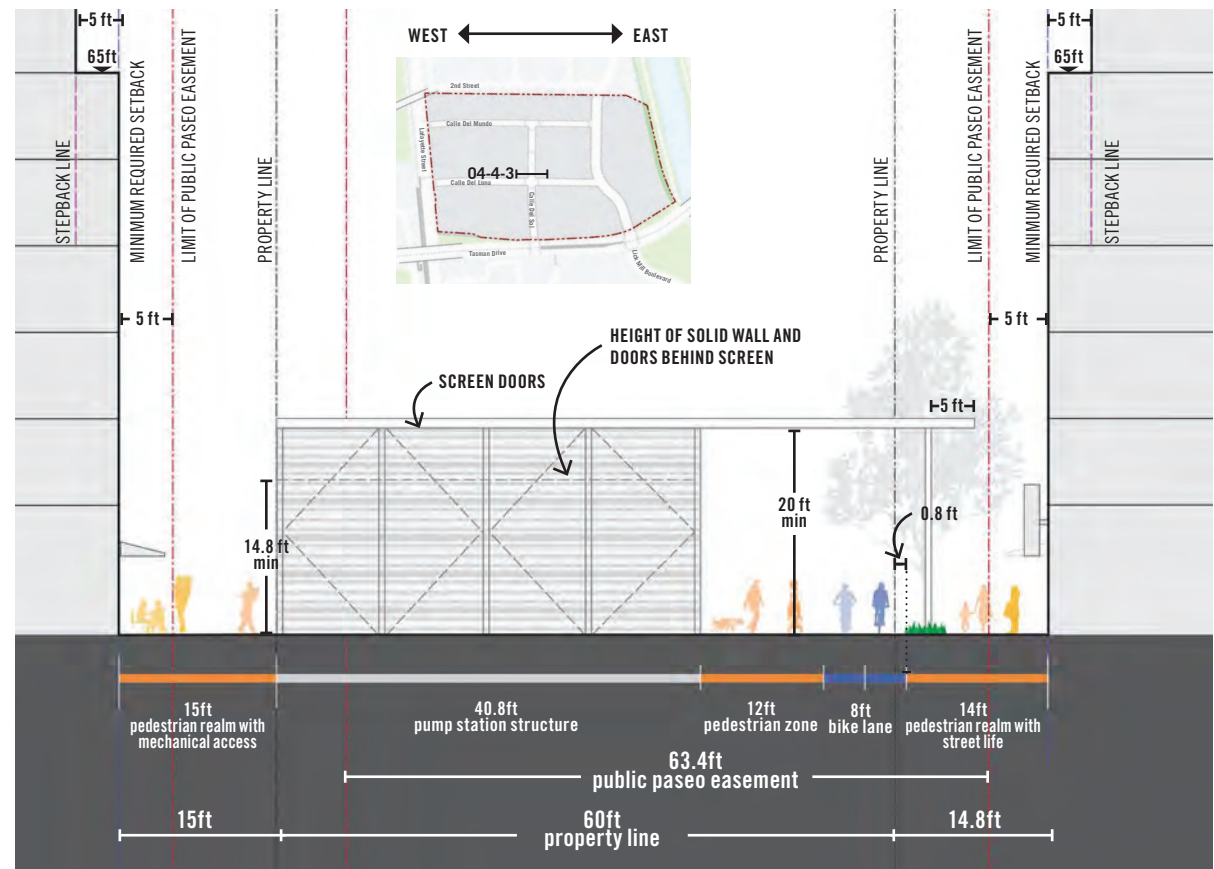 5 ft
65ft
STEPBACK LINE
MINIMUM REQUIRED SETBACK
LIMIT OF PUBLIC PASEO EASEMENT
PROPERTY LINE
WEST EAST
2nd Street
Calle Del Mundo
Lafayette Street
04-4-3
Calle Del Luna
Calle Del Sol
Tasman Drive
Lick Mill Boulevard
5 ft
65ft
PROPERTY LINE
LIMIT OF PUBLIC PASEO EASEMENT
MINIMUM REQUIRED SETBACK
STEPBACK LINE
5 ft
5 ft
HEIGHT OF SOLID WALL AND
DOORS BEHIND SCREEN
SCREEN DOORS
5 ft
20 ft
min
0.8 ft
14.8 ft
min
15ft
pedestrian realm with
mechanical access
40.8ft
pump station structure
12ft
pedestrian zone
8ft
bike lane
14ft
pedestrian realm with
street life
63.4ft
public paseo easement
15ft
60ft
property line
14.8ft